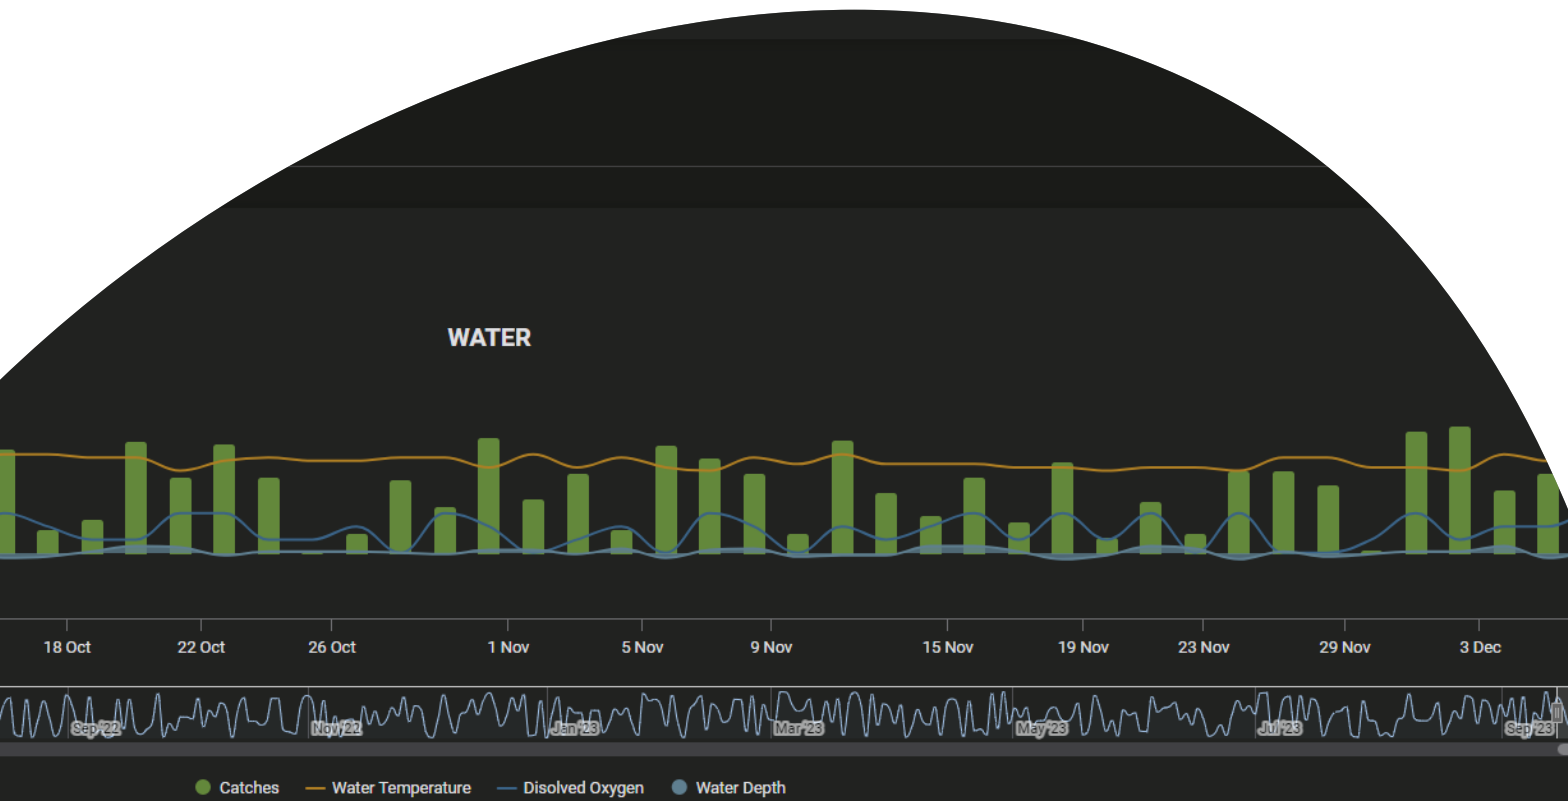 WATER
18 Oct 22 Oct 26 Oct 1 Nov 5 Nov 9 Nov 15 Nov 19 Nov 23 Nov 29 Nov 3 Dec
Sep '22 Nov '22 Jan '23 Mar '23 May '23 Jul '23 Sep '23
Catches Water Temperature Disolved Oxygen Water Depth